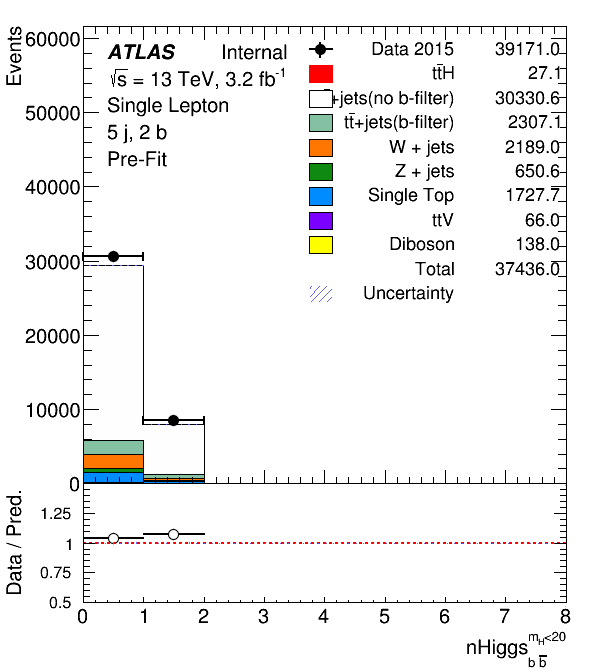 Events
60000
50000
40000
30000
20000
10000
0
ATLAS Internal
√s = 13 TeV, 3.2 fb-1
Single Lepton
5 j, 2 b
Pre-Fit
Data 2015 39171.0
tt̄H 27.1
+jets(no b-filter) 30330.6
tt̄+jets(b-filter) 2307.1
W + jets 2189.0
Z + jets 650.6
Single Top 1727.7
ttV 66.0
Diboson 138.0
Total 37436.0
Uncertainty
Data / Pred.
1.25
1
0.75
0.5
0 1 2 3 4 5 6 7 8
nHiggs m_H<20 b b̄